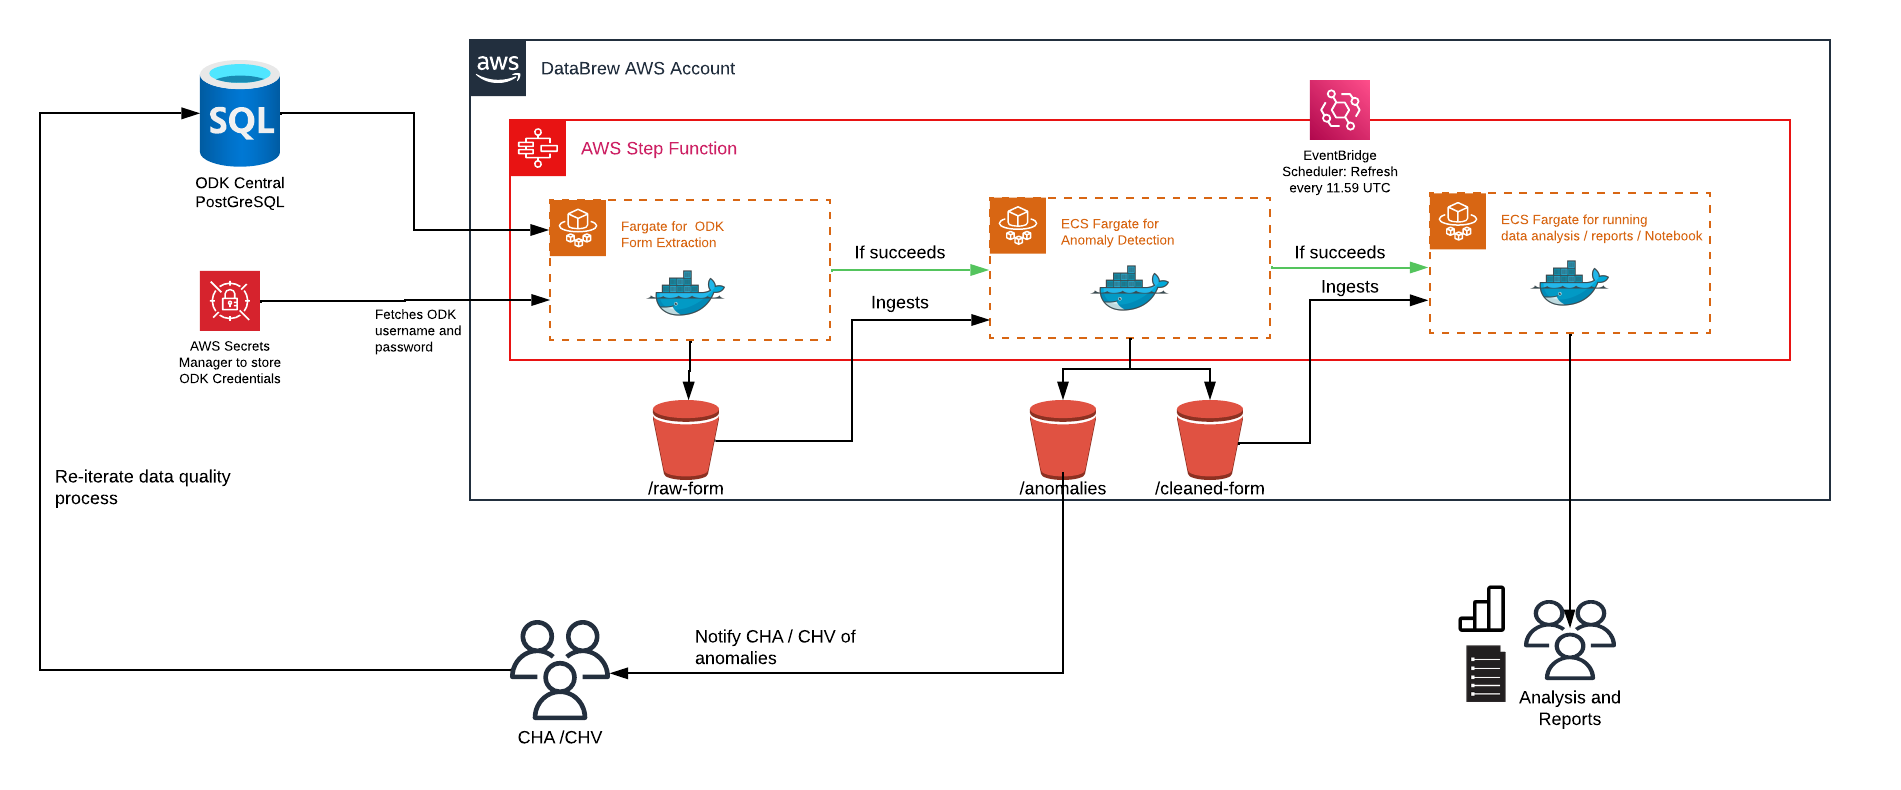 aws
DataBrew AWS Account
SQL
ODK Central
PostGreSQL
AWS Step Function
EventBridge
Scheduler: Refresh
every 11.59 UTC
Fargate for  ODK
Form Extraction
ECS Fargate for
Anomaly Detection
ECS Fargate for running
data analysis / reports / Notebook
If succeeds
Ingests
If succeeds
Ingests
Fetches ODK
username and
password
AWS Secrets
Manager to store
ODK Credentials
/raw-form
/anomalies
/cleaned-form
Re-iterate data quality
process
Notify CHA / CHV of
anomalies
CHA /CHV
Analysis and
Reports